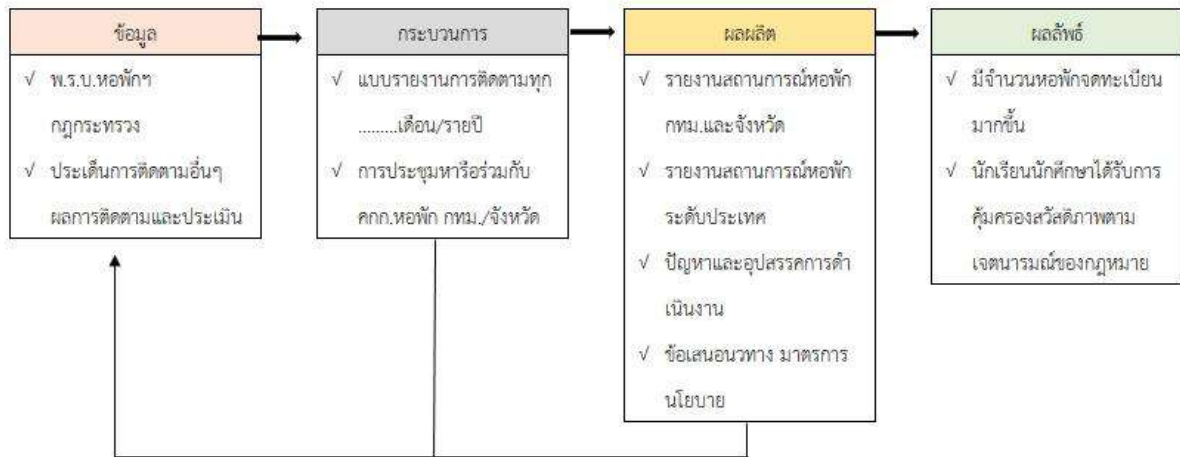 ข้อมูล
√ พ.ร.บ.หอพักฯ
กฎกระทรวง
√ ประเด็นการติดตามอื่นๆ
ผลการติดตามและประเมิน
กระบวนการ
√ แบบรายงานการติดตามทุก
.........เดือน/รายปี
√ การประชุมหารือร่วมกับ
คกก.หอพัก กทม./จังหวัด
ผลผลิต
√ รายงานสถานการณ์หอพัก
กทม.และจังหวัด
√ รายงานสถานการณ์หอพัก
ระดับประเทศ
√ ปัญหาและอุปสรรคการดำ
เนินงาน
√ ข้อเสนอนวทาง มาตรการ
นโยบาย
ผลลัพธ์
√ มีจำนวนหอพักจดทะเบียน
มากขึ้น
√ นักเรียนนักศึกษาได้รับการ
คุ้มครองสวัสดิภาพตาม
เจตนารมณ์ของกฎหมาย